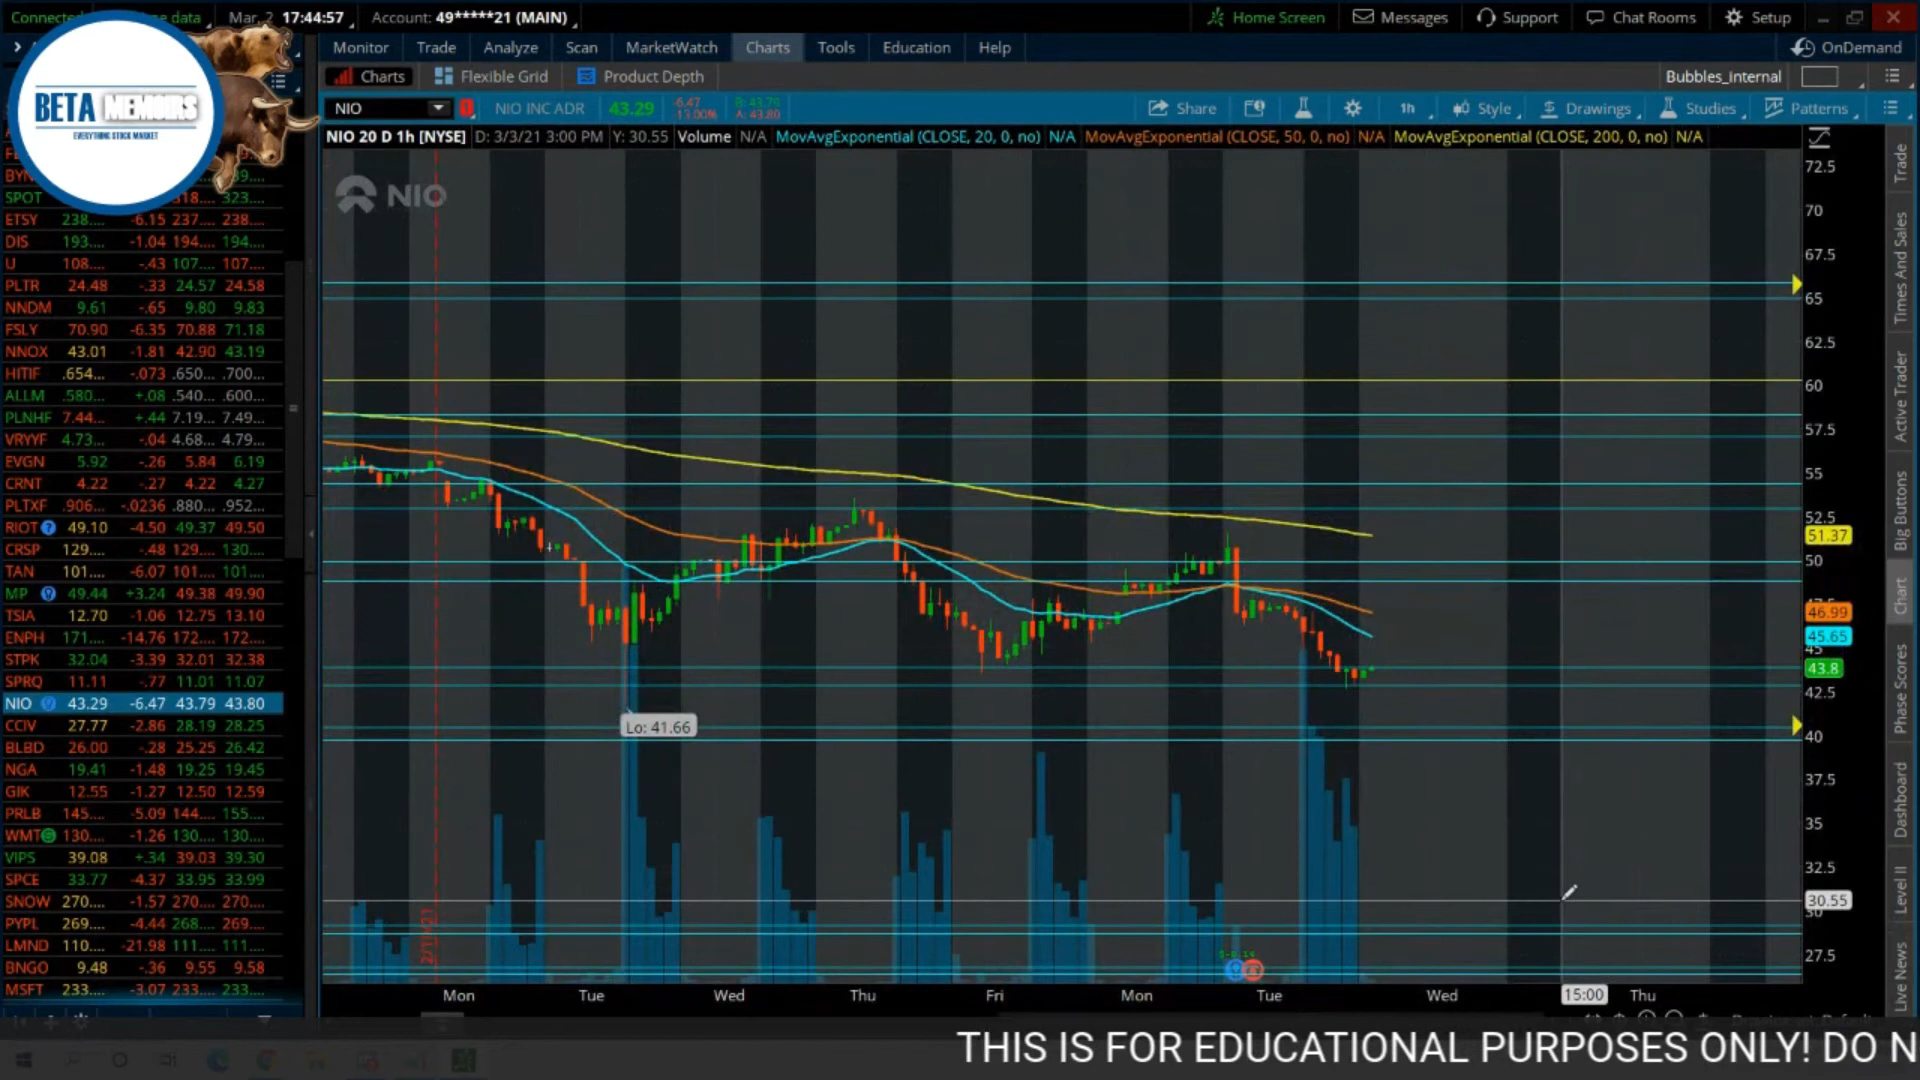 Connected
Mar, 2 17:44:57 Account: 49*****21 (MAIN)
Home Screen Messages Support Chat Rooms Setup
Monitor Trade Analyze Scan MarketWatch Charts Tools Education Help
OnDemand
Charts Flexible Grid Product Depth
Bubbles_internal
BETA MEMOIRS
EVERYTHING STOCK MARKET
NIO NIO INC ADR 43.29 -6.47 -13.00% B: 43.79 A: 43.80
Share 1h Style Drawings Studies Patterns
NIO 20 D 1h [NYSE] D: 3/3/21 3:00 PM Y: 30.55 Volume N/A MovAvgExponential (CLOSE, 20, 0, no) N/A MovAvgExponential (CLOSE, 50, 0, no) N/A MovAvgExponential (CLOSE, 200, 0, no) N/A
NIO
SPOT 318.... 323....
ETSY 238.... -6.15 237.... 238....
DIS 193.... -1.04 194.... 194....
U 108.... -.43 107.... 107....
PLTR 24.48 -.33 24.57 24.58
NNDM 9.61 -.65 9.80 9.83
FSLY 70.90 -6.35 70.88 71.18
NNOX 43.01 -1.81 42.90 43.19
HITIF .654... -.073 .650... .700...
ALLM .580... +.08 .540... .600...
PLNHF 7.44... +.44 7.19... 7.49...
VRYYF 4.73... -.04 4.68... 4.79...
EVGN 5.92 -.26 5.84 6.19
CRNT 4.22 -.27 4.22 4.27
PLTXF .906... -.0236 .880... .952...
RIOT 49.10 -4.50 49.37 49.50
CRSP 129.... -.48 129.... 130....
TAN 101.... -6.07 101.... 101....
MP 49.44 +3.24 49.38 49.90
TSIA 12.70 -1.06 12.75 13.10
ENPH 171.... -14.76 172.... 172....
STPK 32.04 -3.39 32.01 32.38
SPRQ 11.11 -.77 11.01 11.07
NIO 43.29 -6.47 43.79 43.80
CCIV 27.77 -2.86 28.19 28.25
BLBD 26.00 -.28 25.25 26.42
NGA 19.41 -1.48 19.25 19.45
GIK 12.55 -1.27 12.50 12.59
PRLB 145.... -5.09 144.... 155....
WMT 130.... -1.26 130.... 130....
VIPS 39.08 +.34 39.03 39.30
SPCE 33.77 -4.37 33.95 33.99
SNOW 270.... -1.57 270.... 270....
PYPL 269.... -4.44 268.... 269....
LMND 110.... -21.98 111.... 111....
BNGO 9.48 -.36 9.55 9.58
MSFT 233.... -3.07 233.... 233....
Lo: 41.66
72.5
70
67.5
65
62.5
60
57.5
55
52.5
51.37
50
46.99
45.65
45
43.8
42.5
40
37.5
35
32.5
30.55
30
27.5
Mon Tue Wed Thu Fri Mon Tue Wed 15:00 Thu
Trade
Times And Sales
Active Trader
Big Buttons
Chart
Phase Scores
Dashboard
Level II
Live News
THIS IS FOR EDUCATIONAL PURPOSES ONLY! DO N